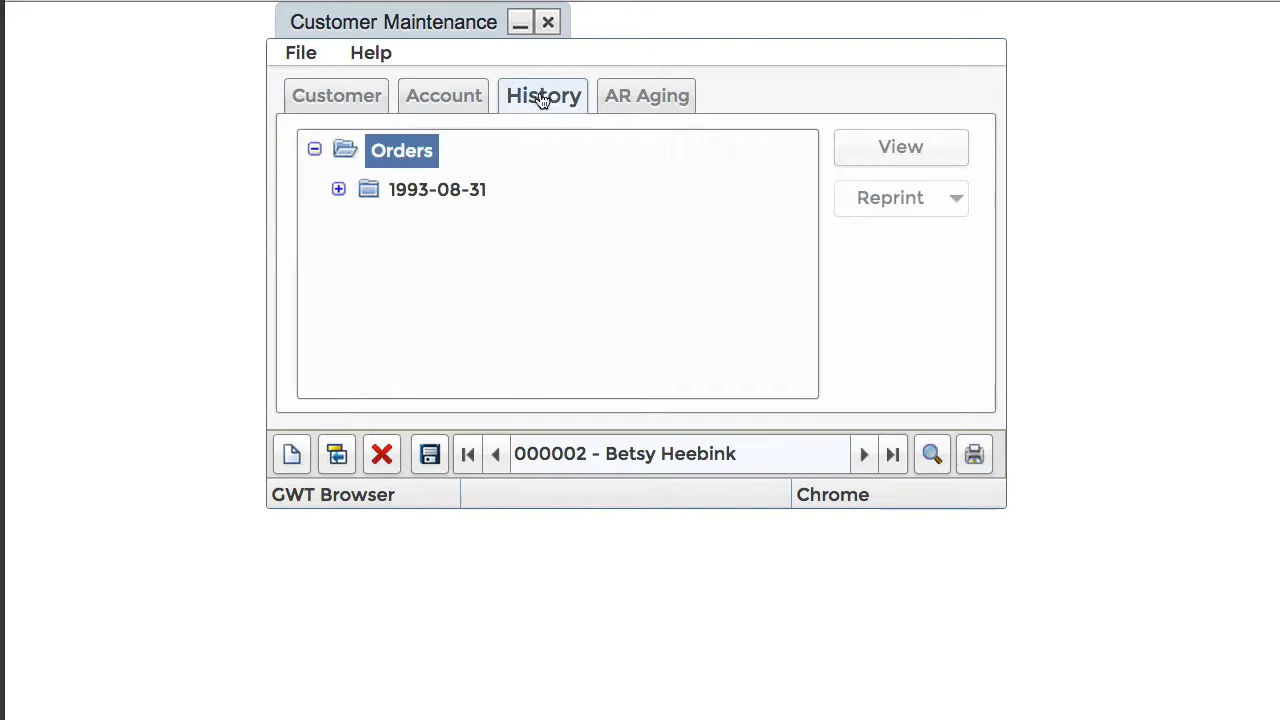 Customer Maintenance
File Help
Customer Account History AR Aging
Orders
1993-08-31
View
Reprint
000002 - Betsy Heebink
GWT Browser
Chrome